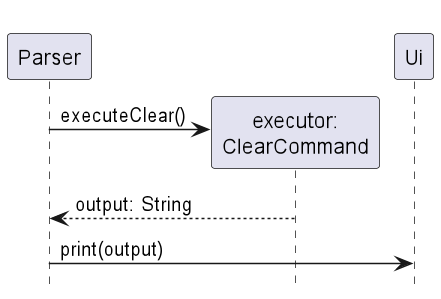 Parser
Ui
executeClear()
executor:
ClearCommand
output: String
print(output)